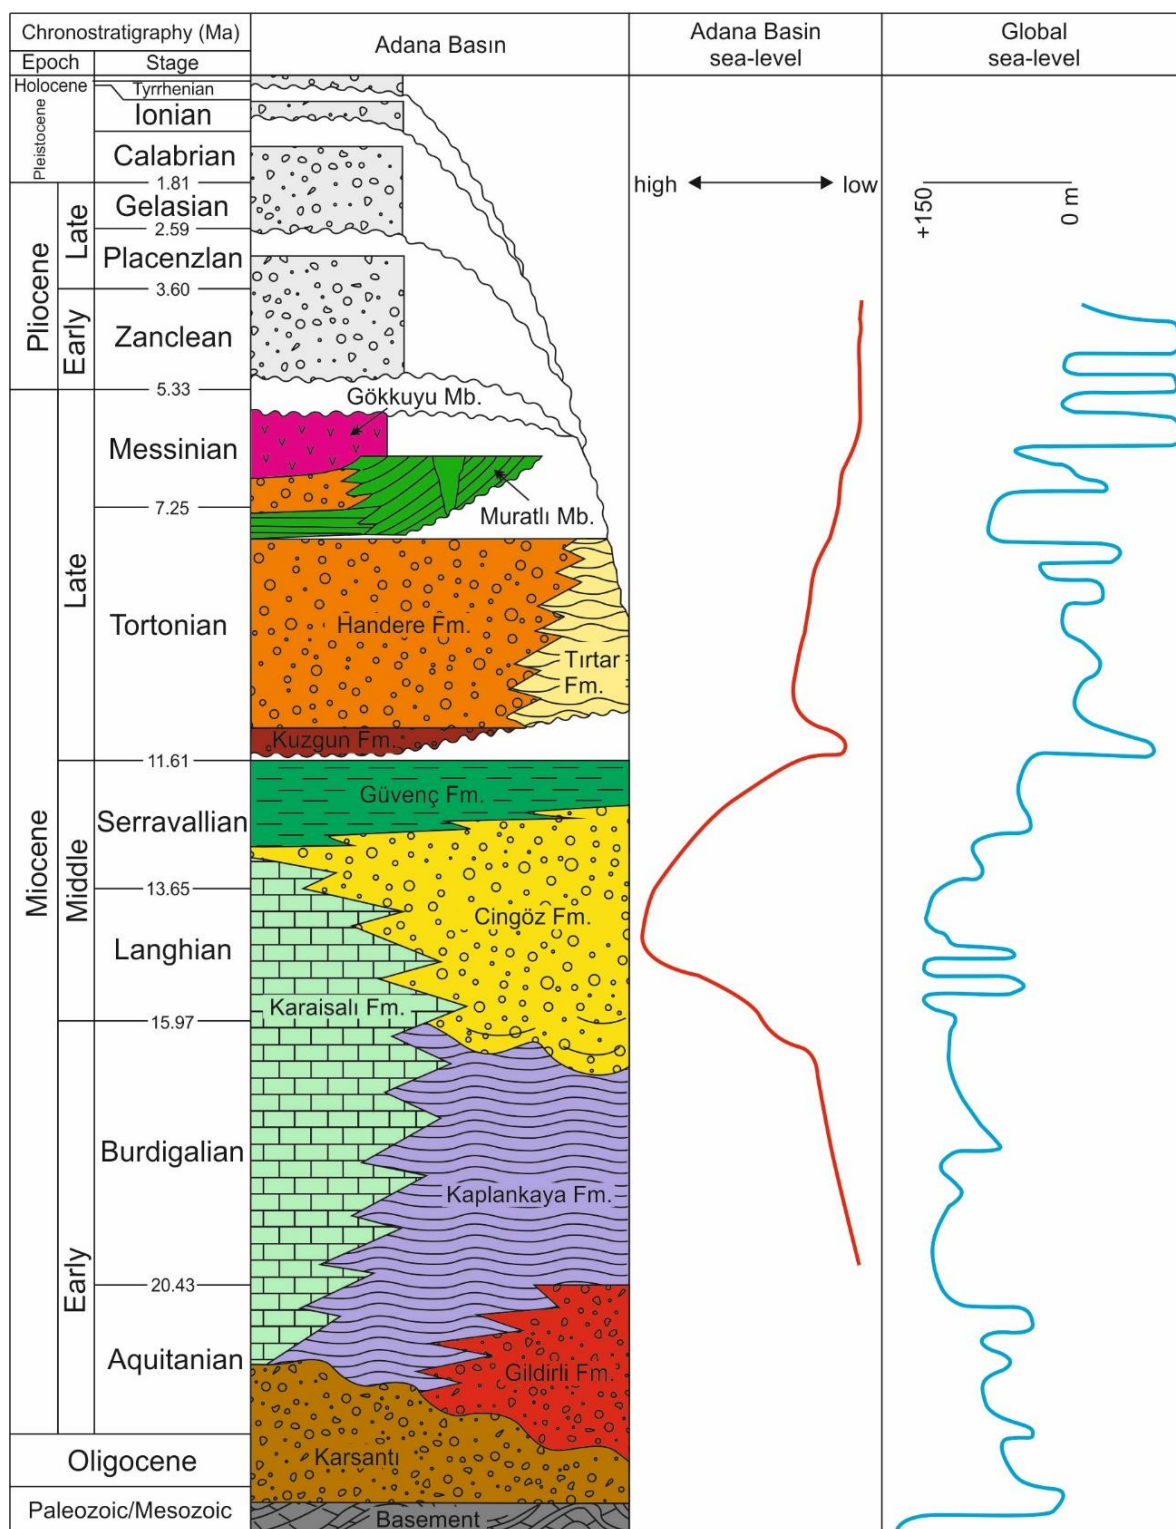 Chronostratigraphy (Ma)
Epoch
Stage
Adana Basın
Adana Basin
sea-level
Global
sea-level
Holocene
Tyrrhenian
Pleistocene
Ionian
Calabrian
1.81
high
low
+150
0 m
Pliocene
Late
Gelasian
2.59
Placenzlan
3.60
Early
Zanclean
5.33
Gökkuyu Mb.
Miocene
Late
Messinian
7.25
Muratlı Mb.
Tortonian
Handere Fm.
Tırtar
Fm.
Kuzgun Fm.
11.61
Middle
Güvenç Fm.
Serravallian
13.65
Cingöz Fm.
Langhian
Karaisalı Fm.
15.97
Early
Burdigalian
Kaplankaya Fm.
20.43
Aquitanian
Gildirli Fm.
Oligocene
Karsantı
Paleozoic/Mesozoic
Basement